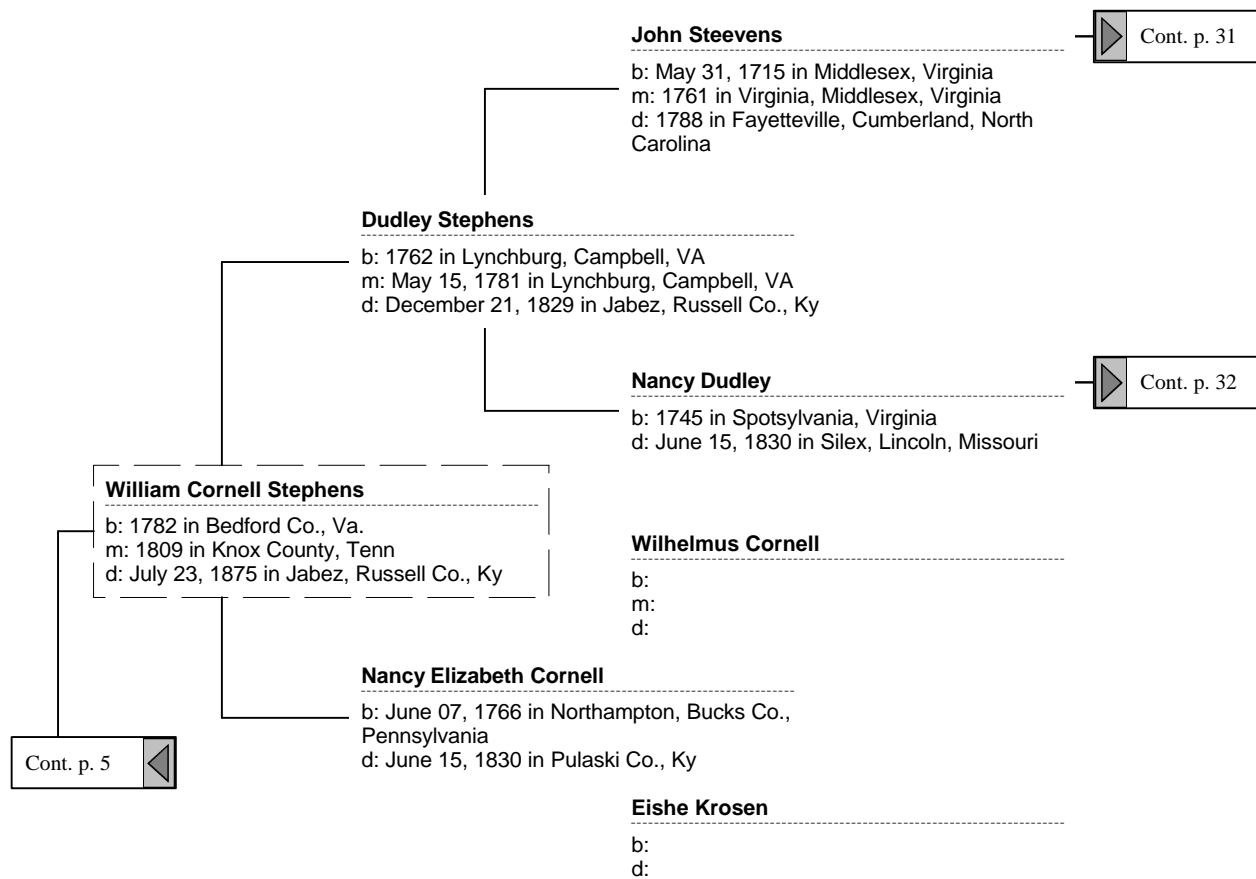 John Steevens
Cont. p. 31
b: May 31, 1715 in Middlesex, Virginia
m: 1761 in Virginia, Middlesex, Virginia
d: 1788 in Fayetteville, Cumberland, North
Carolina
Dudley Stephens
b: 1762 in Lynchburg, Campbell, VA
m: May 15, 1781 in Lynchburg, Campbell, VA
d: December 21, 1829 in Jabez, Russell Co., Ky
Nancy Dudley
Cont. p. 32
b: 1745 in Spotsylvania, Virginia
d: June 15, 1830 in Silex, Lincoln, Missouri
William Cornell Stephens
b: 1782 in Bedford Co., Va.
m: 1809 in Knox County, Tenn
d: July 23, 1875 in Jabez, Russell Co., Ky
Wilhelmus Cornell
b:
m:
d:
Nancy Elizabeth Cornell
b: June 07, 1766 in Northampton, Bucks Co.,
Pennsylvania
d: June 15, 1830 in Pulaski Co., Ky
Cont. p. 5
Eishe Krosen
b:
d: